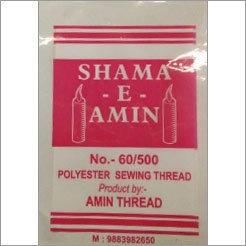 SHAMA
- E -
AMIN
No.- 60/500
POLYESTER SEWING THREAD
Product by:-
AMIN THREAD
M : 9883982650